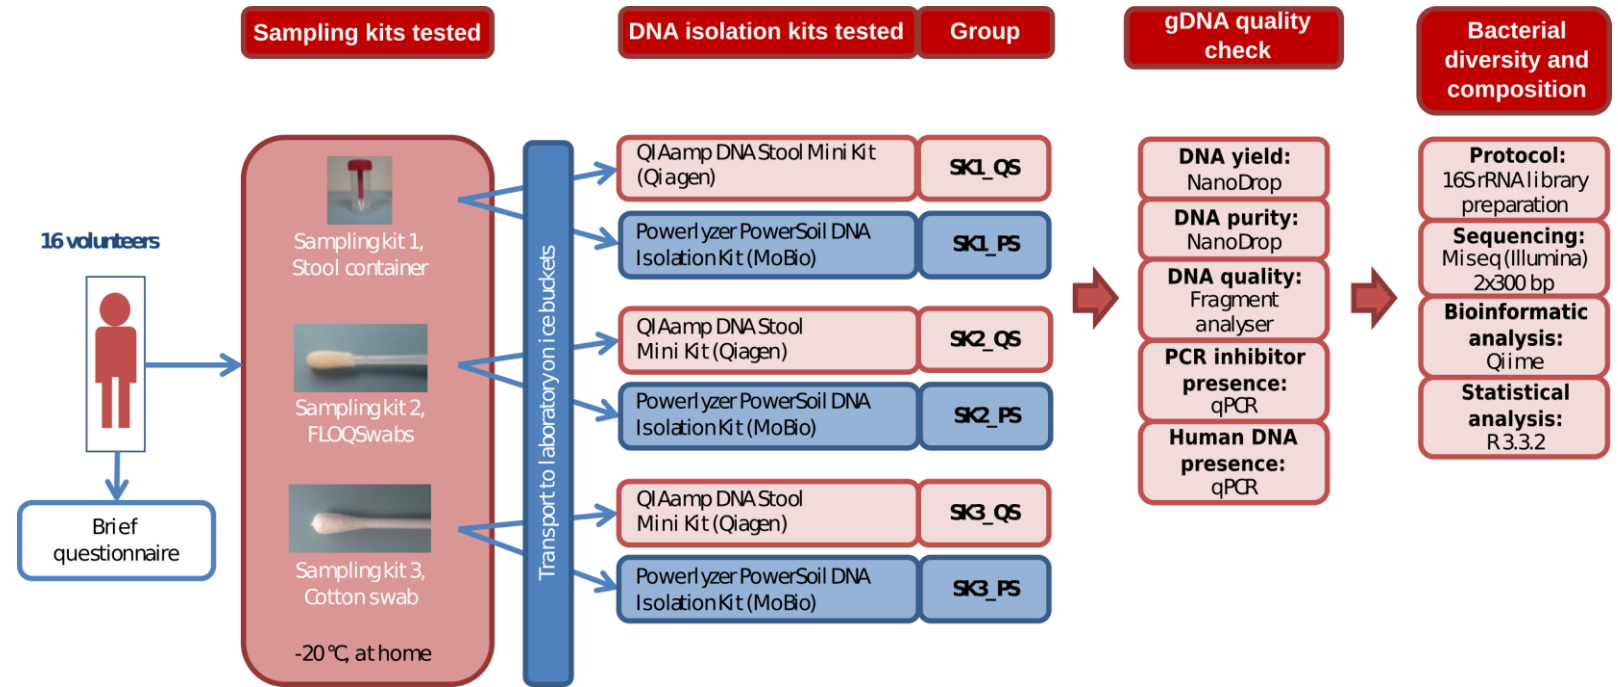 Sampling kits tested
DNA isolation kits tested
Group
gDNA quality
check
Bacterial
diversity and
composition
16 volunteers
Brief
questionnaire
Sampling kit 1,
Stool container
Sampling kit 2,
FLOQSwabs
Sampling kit 3,
Cotton swab
-20 °C, at home
Transport to laboratory on ice buckets
QIAamp DNA Stool Mini Kit
(Qiagen)
SK1_QS
Powerlyzer PowerSoil DNA
Isolation Kit (MoBio)
SK1_PS
QIAamp DNA Stool
Mini Kit (Qiagen)
SK2_QS
Powerlyzer PowerSoil DNA
Isolation Kit (MoBio)
SK2_PS
QIAamp DNA Stool
Mini Kit (Qiagen)
SK3_QS
Powerlyzer PowerSoil DNA
Isolation Kit (MoBio)
SK3_PS
DNA yield:
NanoDrop
DNA purity:
NanoDrop
DNA quality:
Fragment
analyser
PCR inhibitor
presence:
qPCR
Human DNA
presence:
qPCR
Protocol:
16S rRNA library
preparation
Sequencing:
Miseq (Illumina)
2x300 bp
Bioinformatic
analysis:
Qiime
Statistical
analysis:
R 3.3.2